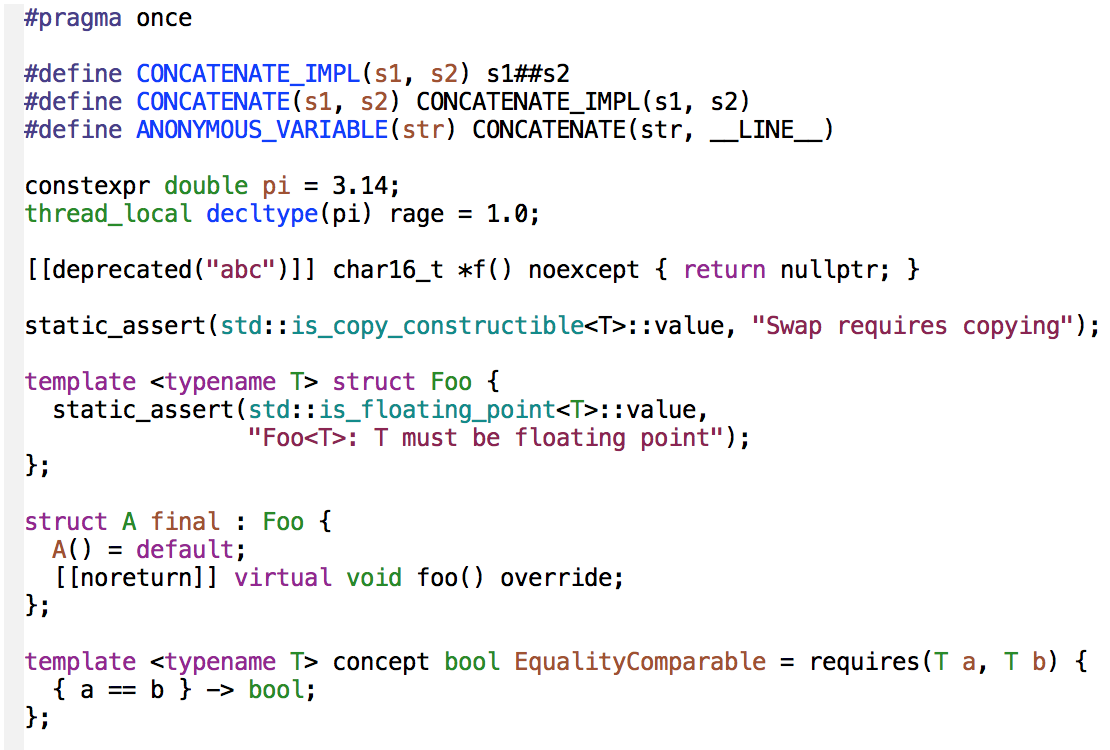 #pragma once

#define CONCATENATE_IMPL(s1, s2) s1##s2
#define CONCATENATE(s1, s2) CONCATENATE_IMPL(s1, s2)
#define ANONYMOUS_VARIABLE(str) CONCATENATE(str, __LINE__)

constexpr double pi = 3.14;
thread_local decltype(pi) rage = 1.0;

[[deprecated("abc")]] char16_t *f() noexcept { return nullptr; }

static_assert(std::is_copy_constructible<T>::value, "Swap requires copying");

template <typename T> struct Foo {
  static_assert(std::is_floating_point<T>::value,
                "Foo<T>: T must be floating point");
};

struct A final : Foo {
  A() = default;
  [[noreturn]] virtual void foo() override;
};

template <typename T> concept bool EqualityComparable = requires(T a, T b) {
  { a == b } -> bool;
};